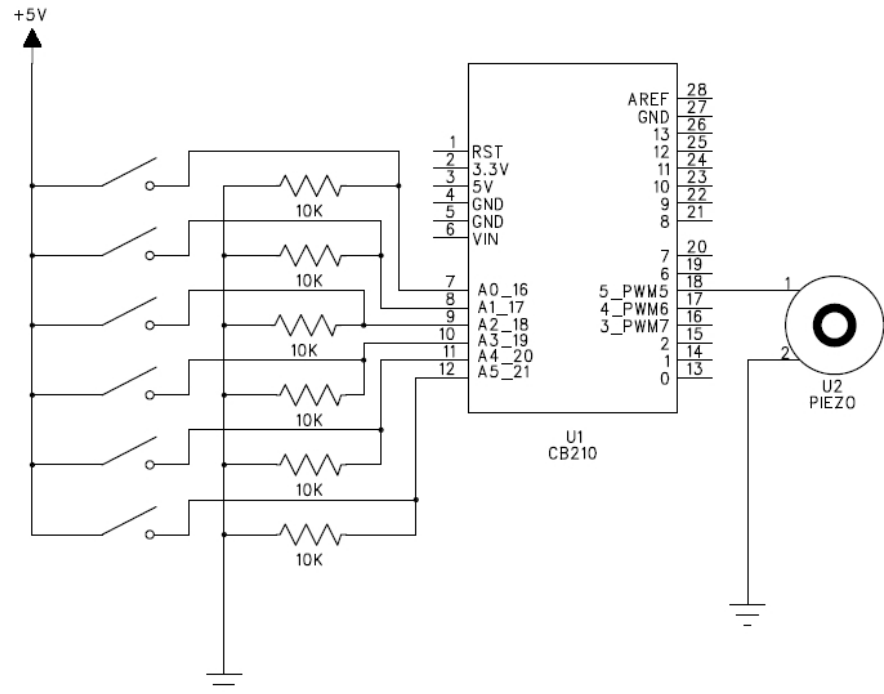 +5V
10K
10K
10K
10K
10K
10K
1 RST
2 3.3V
3 5V
4 GND
5 GND
6 VIN
7 A0_16
8 A1_17
9 A2_18
10 A3_19
11 A4_20
12 A5_21
AREF 28
GND 27
13 26
12 25
11 24
10 23
9 22
8 21
7 20
6 19
5_PWM5 18
4_PWM6 17
3_PWM7 16
2 15
1 14
0 13
U1
CB210
1
2
U2
PIEZO